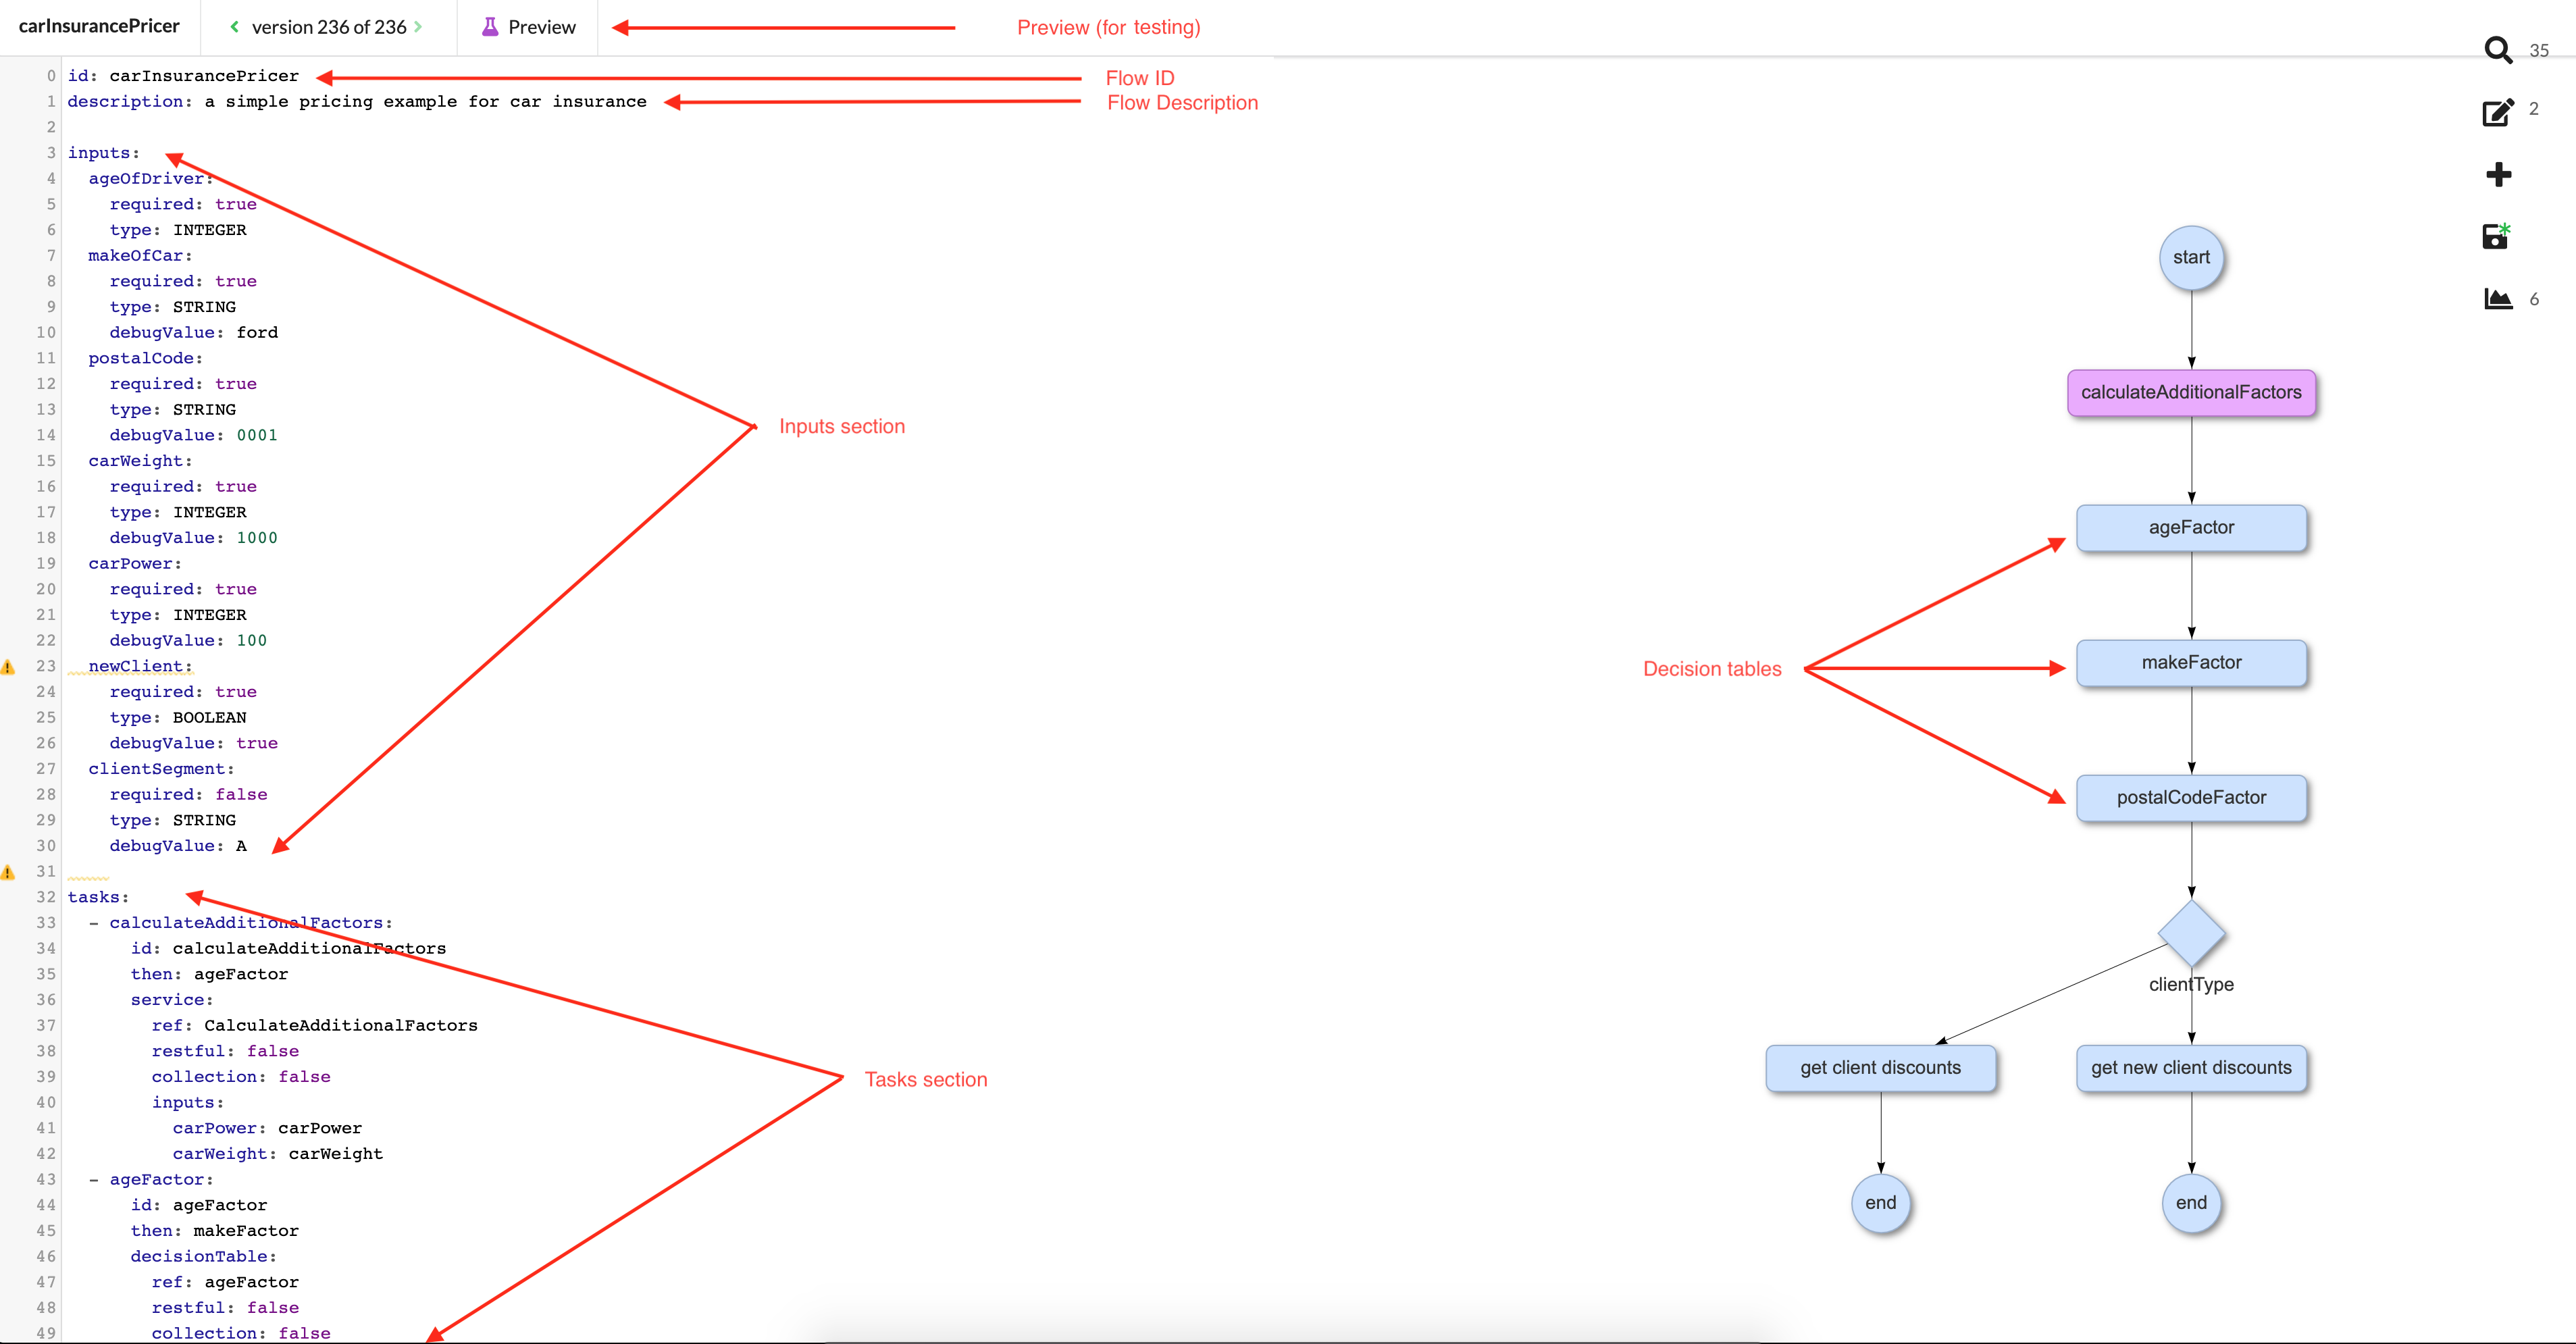 carInsurancePricer
version 236 of 236
Preview
Preview (for testing)
35
2
6
0 id: carInsurancePricer
Flow ID
1 description: a simple pricing example for car insurance
Flow Description
2
3 inputs:
4 ageOfDriver:
5 required: true
6 type: INTEGER
7 makeOfCar:
8 required: true
9 type: STRING
10 debugValue: ford
11 postalCode:
12 required: true
13 type: STRING
14 debugValue: 0001
15 carWeight:
16 required: true
17 type: INTEGER
18 debugValue: 1000
19 carPower:
20 required: true
21 type: INTEGER
22 debugValue: 100
23 newClient:
24 required: true
25 type: BOOLEAN
26 debugValue: true
27 clientSegment:
28 required: false
29 type: STRING
30 debugValue: A
31
32 tasks:
33 - calculateAdditionalFactors:
34 id: calculateAdditionalFactors
35 then: ageFactor
36 service:
37 ref: CalculateAdditionalFactors
38 restful: false
39 collection: false
40 inputs:
41 carPower: carPower
42 carWeight: carWeight
43 - ageFactor:
44 id: ageFactor
45 then: makeFactor
46 decisionTable:
47 ref: ageFactor
48 restful: false
49 collection: false
Inputs section
Tasks section
start
calculateAdditionalFactors
ageFactor
Decision tables
makeFactor
postalCodeFactor
clientType
get client discounts
get new client discounts
end
end